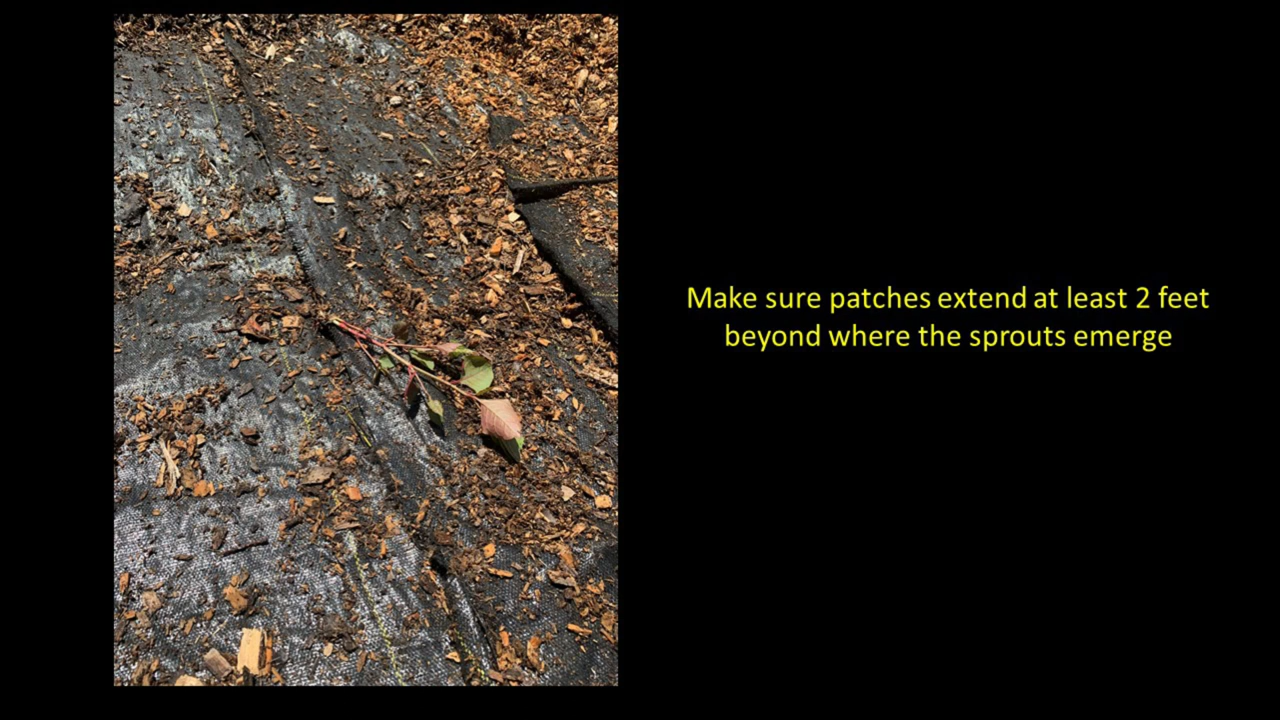 Make sure patches extend at least 2 feet
beyond where the sprouts emerge